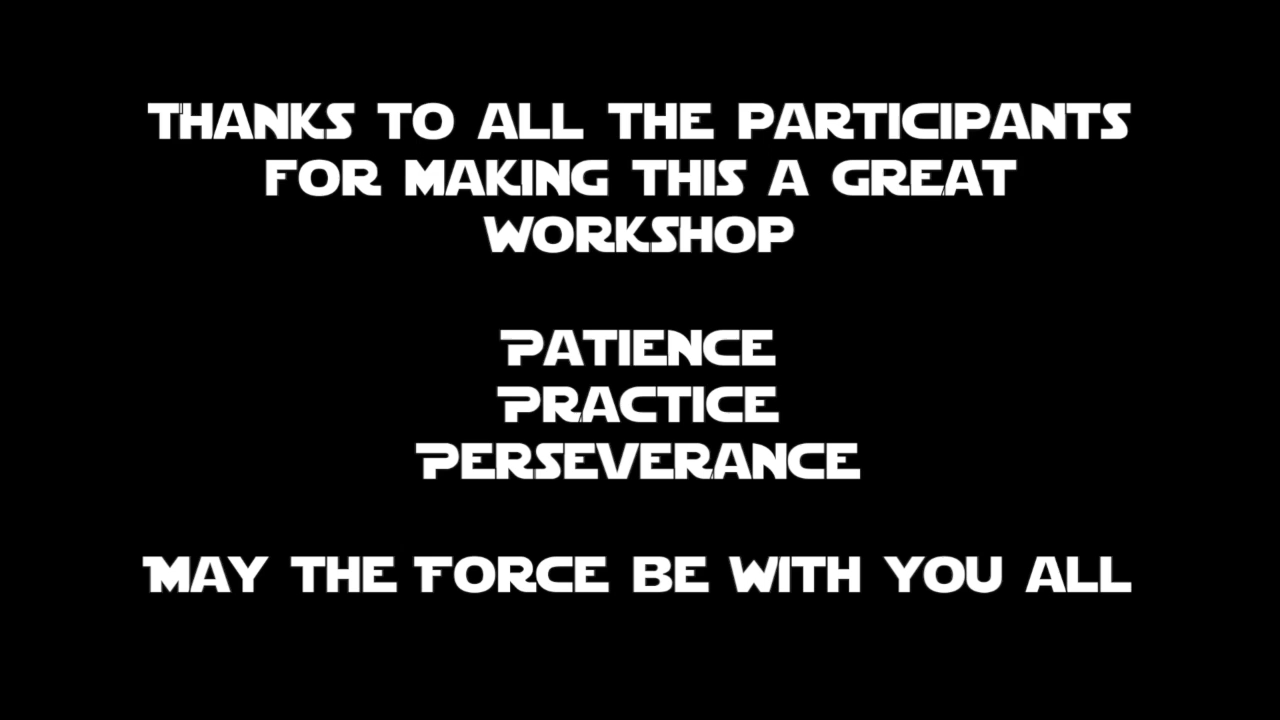 THANKS TO ALL THE PARTICIPANTS
FOR MAKING THIS A GREAT
WORKSHOP
PATIENCE
PRACTICE
PERSEVERANCE
MAY THE FORCE BE WITH YOU ALL